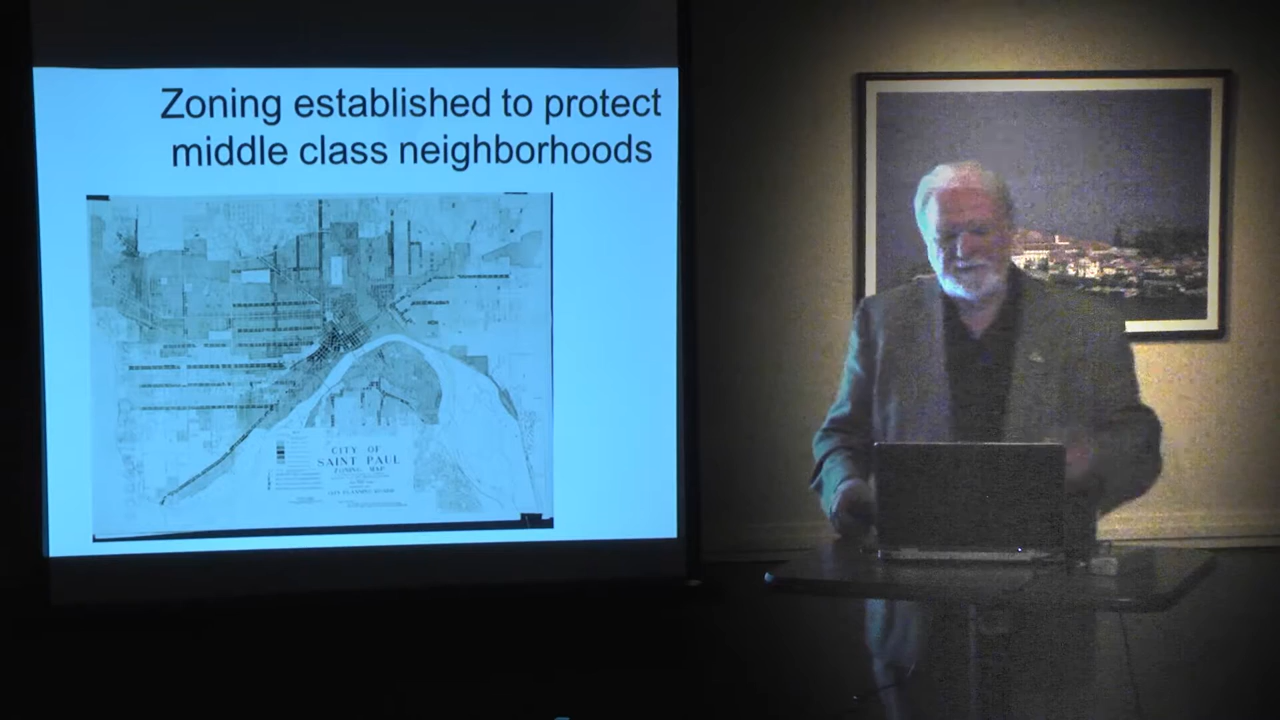 Zoning established to protect
middle class neighborhoods
CITY OF
SAINT PAUL
ZONING MAP
CITY PLANNING BOARD